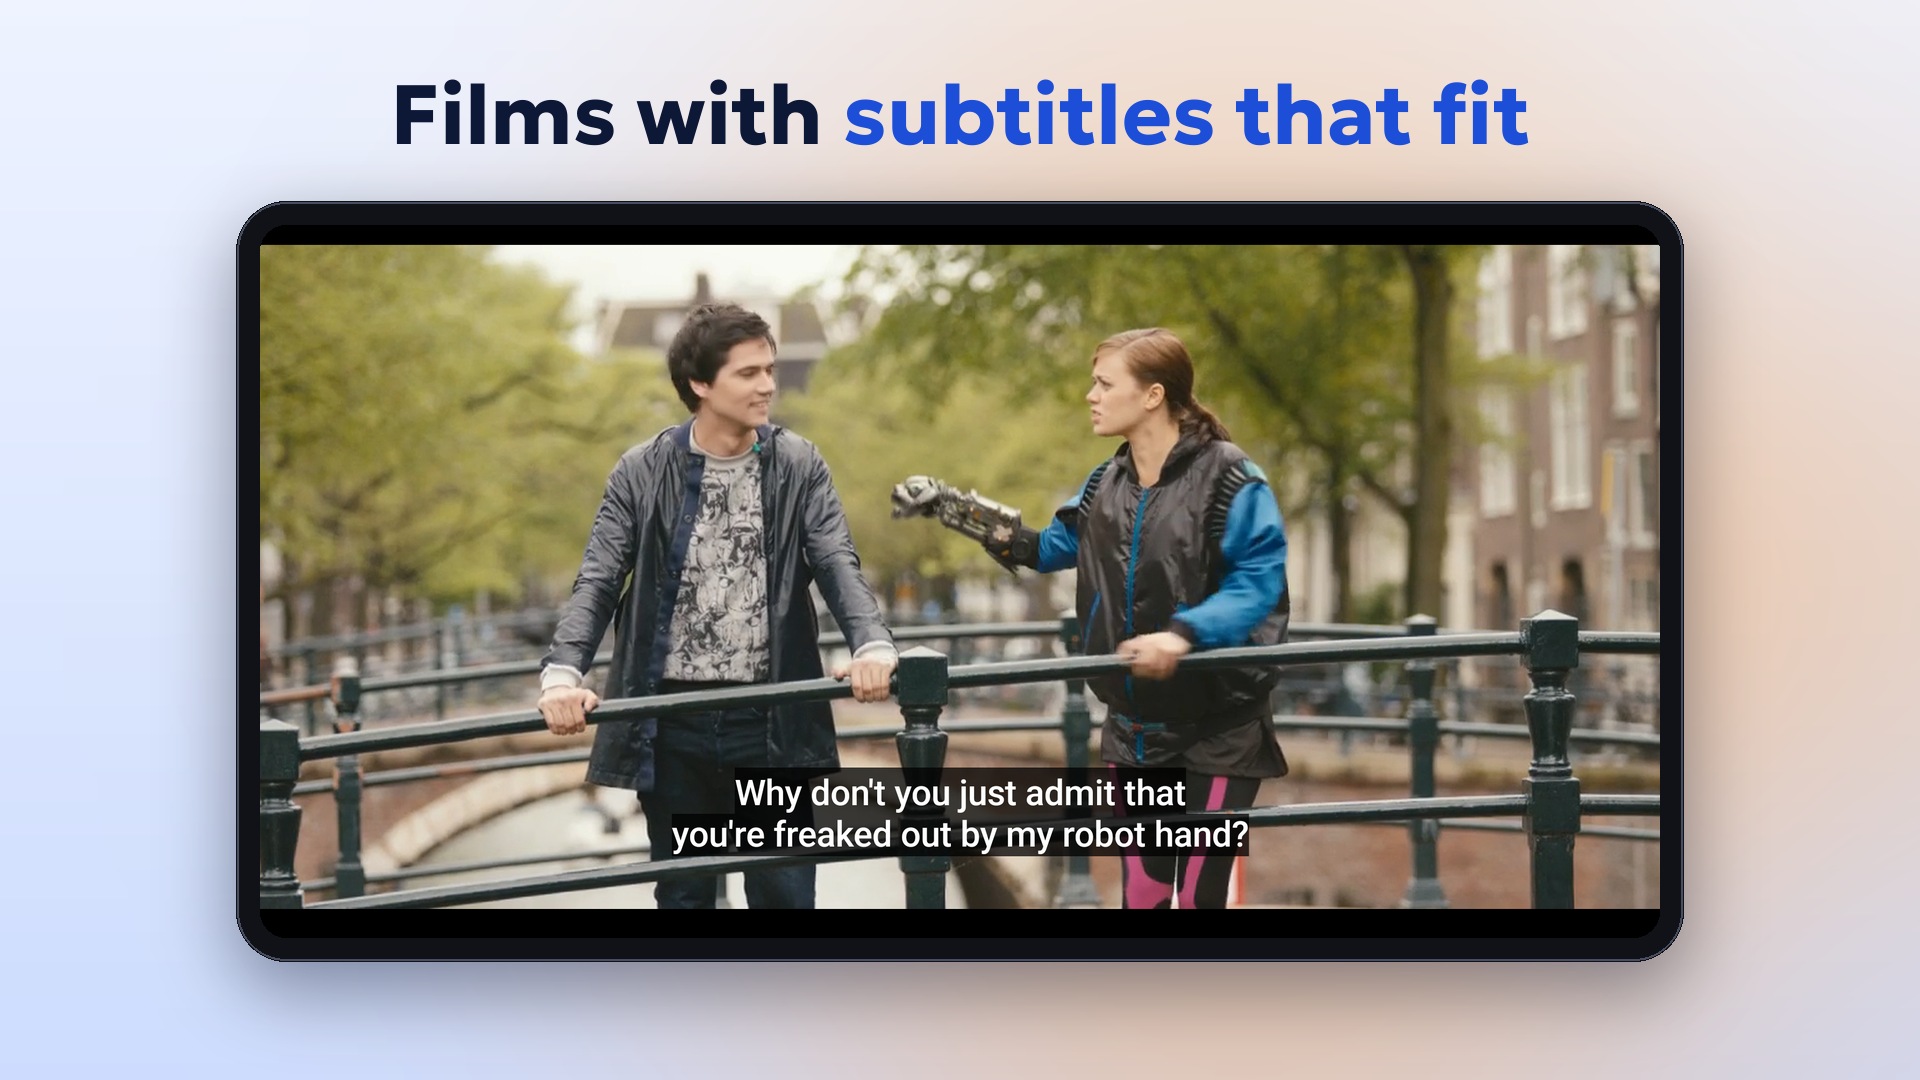 Films with subtitles that fit
Why don't you just admit that
you're freaked out by my robot hand?